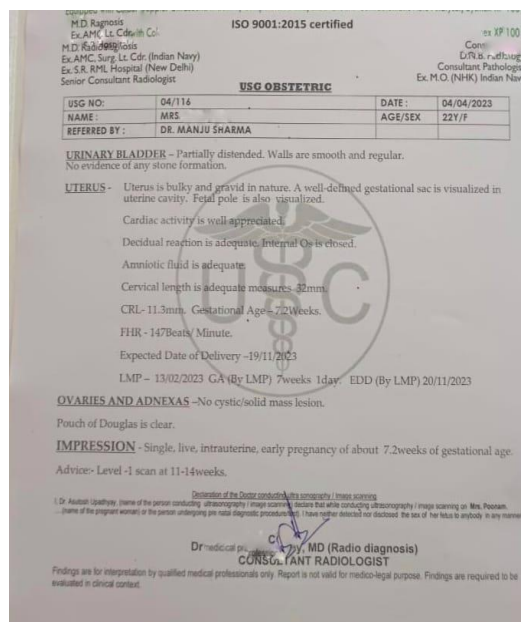 M.D. Ragnosis
Ex.AMC Lt. Cdr.
ISO 9001:2015 certified
ex XP 100
M.D. Radiodiagnosis
Ex.AMC, Surg. Lt. Cdr. (Indian Navy)
Ex. S.R. RML Hospital (New Delhi)
Senior Consultant Radiologist
D.N.B.
Consultant Pathologis
Ex. M.O. (NHK) Indian Nav
USG OBSTETRIC
USG NO: 04/116 DATE : 04/04/2023
NAME : MRS. AGE/SEX 22Y/F
REFERRED BY : DR. MANJU SHARMA
URINARY BLADDER – Partially distended. Walls are smooth and regular.
No evidence of any stone formation.
UTERUS - Uterus is bulky and gravid in nature. A well-defined gestational sac is visualized in
uterine cavity. Fetal pole is also visualized.
Cardiac activity is well appreciated.
Decidual reaction is adequate. Internal Os is closed.
Amniotic fluid is adequate
Cervical length is adequate measures 32mm.
CRL- 11.3mm. Gestational Age – 7.2Weeks.
FHR - 147Beats/ Minute.
Expected Date of Delivery –19/11/2023
LMP – 13/02/2023 GA (By LMP) 7weeks 1day. EDD (By LMP) 20/11/2023
OVARIES AND ADNEXAS –No cystic/solid mass lesion.
Pouch of Douglas is clear.
IMPRESSION - Single, live, intrauterine, early pregnancy of about 7.2weeks of gestational age.
Advice:- Level -1 scan at 11-14weeks.
Declaration of the Doctor conducting ultra sonography / Image scanning
I, Dr. Asutosh Upadhyay, (name of the person conducting ultrasonography / image scanning) declare that while conducting ultrasonography / image scanning on Mrs. Poonam,
(name of the pregnant woman) or the person undergoing pre natal diagnostic procedure/test). I have neither detected nor disclosed the sex of her fetus to anybody in any manner
Dr , MD (Radio diagnosis)
CONSULTANT RADIOLOGIST
Findings are for interpretation by qualified medical professionals only. Report is not valid for medico-legal purpose. Findings are required to be
evaluated in clinical context.
USC